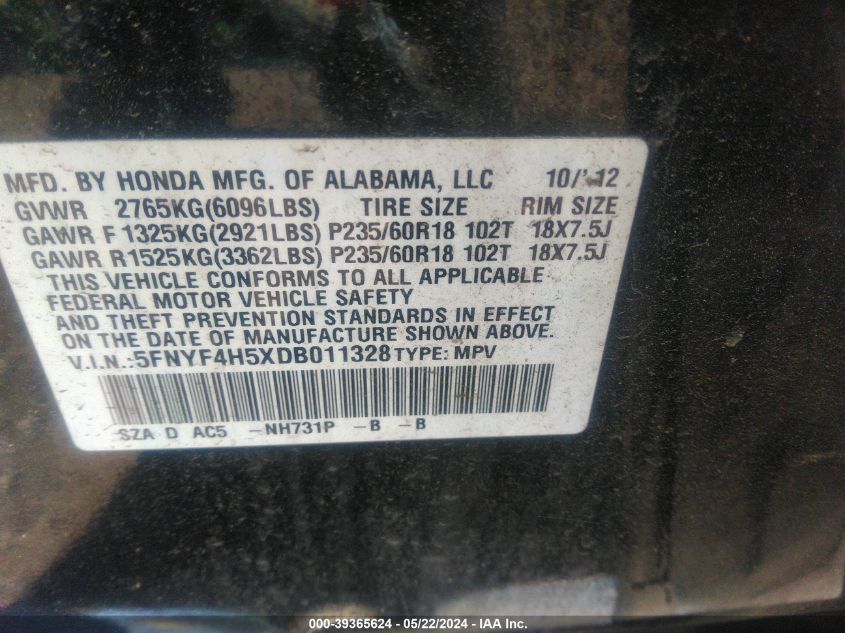 MFD. BY HONDA MFG. OF ALABAMA, LLC 10/'12
GVWR 2765KG(6096LBS) TIRE SIZE RIM SIZE
GAWR F 1325KG(2921LBS) P235/60R18 102T 18X7.5J
GAWR R1525KG(3362LBS) P235/60R18 102T 18X7.5J
THIS VEHICLE CONFORMS TO ALL APPLICABLE
FEDERAL MOTOR VEHICLE SAFETY
AND THEFT PREVENTION STANDARDS IN EFFECT
ON THE DATE OF MANUFACTURE SHOWN ABOVE.
V.I.N.:5FNYF4H5XDB011328 TYPE: MPV
SZA D AC5 -NH731P -B -B
000-39365624 - 05/22/2024 - IAA Inc.